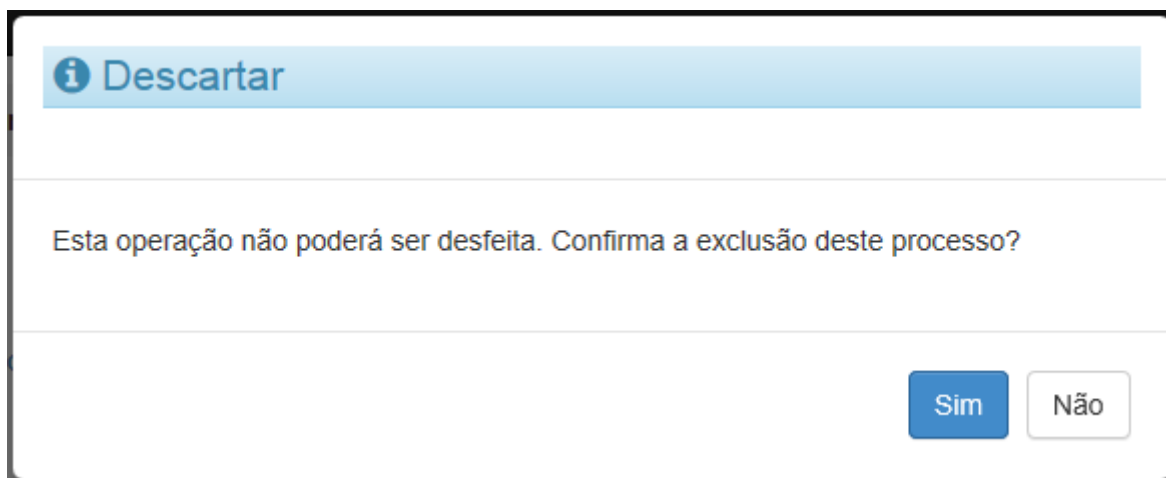 Descartar
Esta operação não poderá ser desfeita. Confirma a exclusão deste processo?
Sim
Não